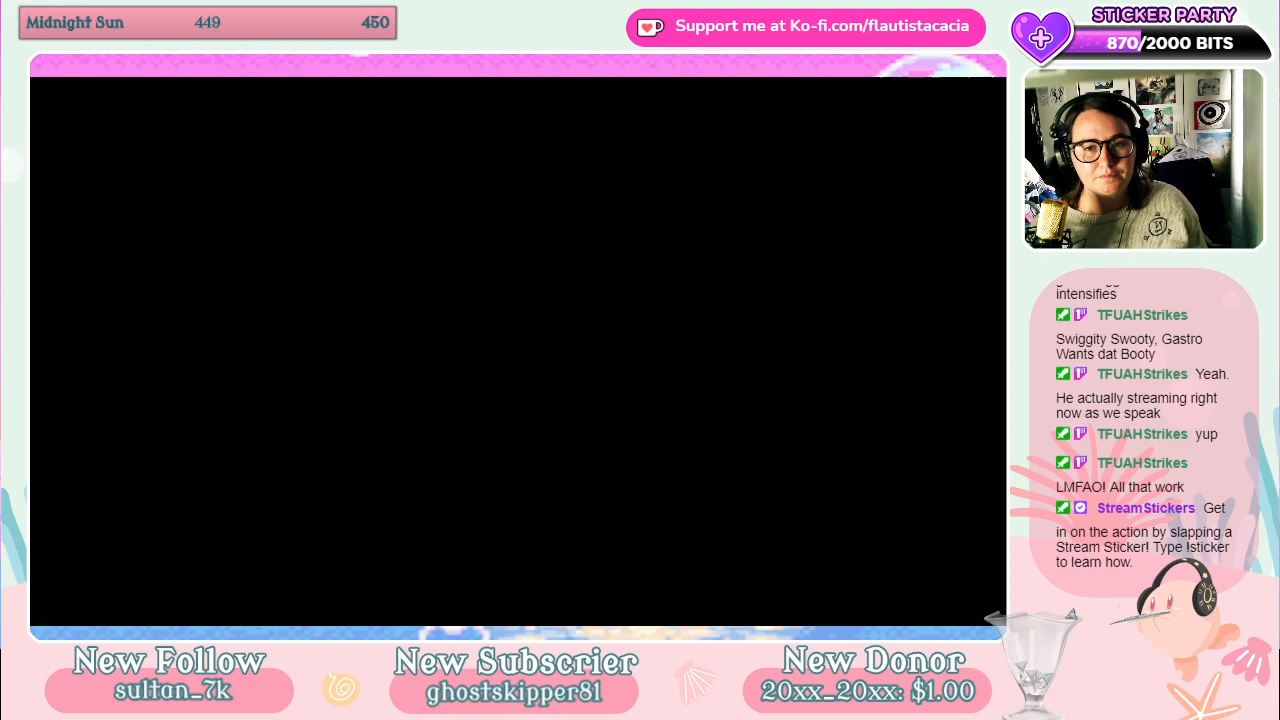 Midnight Sun 449 450
Support me at Ko-fi.com/flautistacacia
STICKER PARTY
870/2000 BITS
intensifies
TFUAHStrikes
Swiggity Swooty, Gastro
Wants dat Booty
TFUAHStrikes Yeah.
He actually streaming right
now as we speak
TFUAHStrikes yup
TFUAHStrikes
LMFAO! All that work
StreamStickers Get
in on the action by slapping a
Stream Sticker! Type !sticker
to learn how.
New Follow
sultan_7k
New Subscrier
ghostskipper81
New Donor
20xx_20xx: $1.00